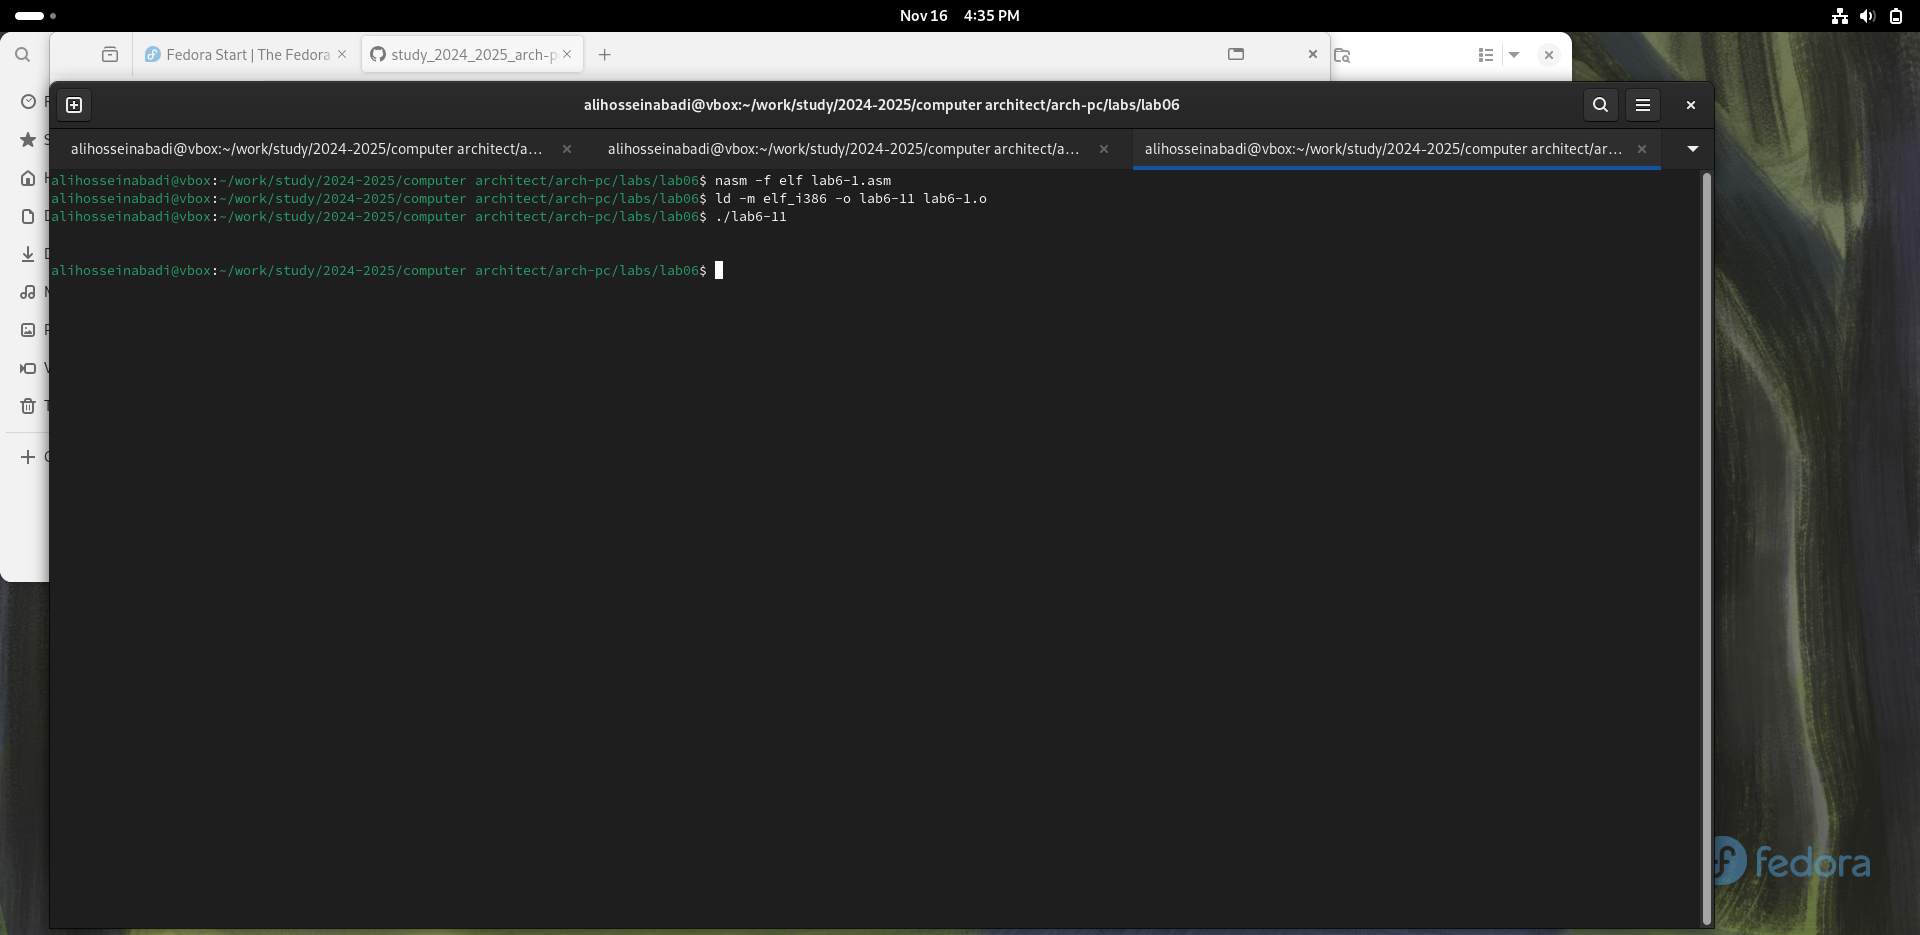 Nov 16 4:35 PM
Fedora Start | The Fedora
study_2024_2025_arch-p
alihosseinabadi@vbox:~/work/study/2024-2025/computer architect/arch-pc/labs/lab06
alihosseinabadi@vbox:~/work/study/2024-2025/computer architect/a…
alihosseinabadi@vbox:~/work/study/2024-2025/computer architect/a…
alihosseinabadi@vbox:~/work/study/2024-2025/computer architect/ar…
alihosseinabadi@vbox:~/work/study/2024-2025/computer architect/arch-pc/labs/lab06$ nasm -f elf lab6-1.asm
alihosseinabadi@vbox:~/work/study/2024-2025/computer architect/arch-pc/labs/lab06$ ld -m elf_i386 -o lab6-11 lab6-1.o
alihosseinabadi@vbox:~/work/study/2024-2025/computer architect/arch-pc/labs/lab06$ ./lab6-11
alihosseinabadi@vbox:~/work/study/2024-2025/computer architect/arch-pc/labs/lab06$
fedora